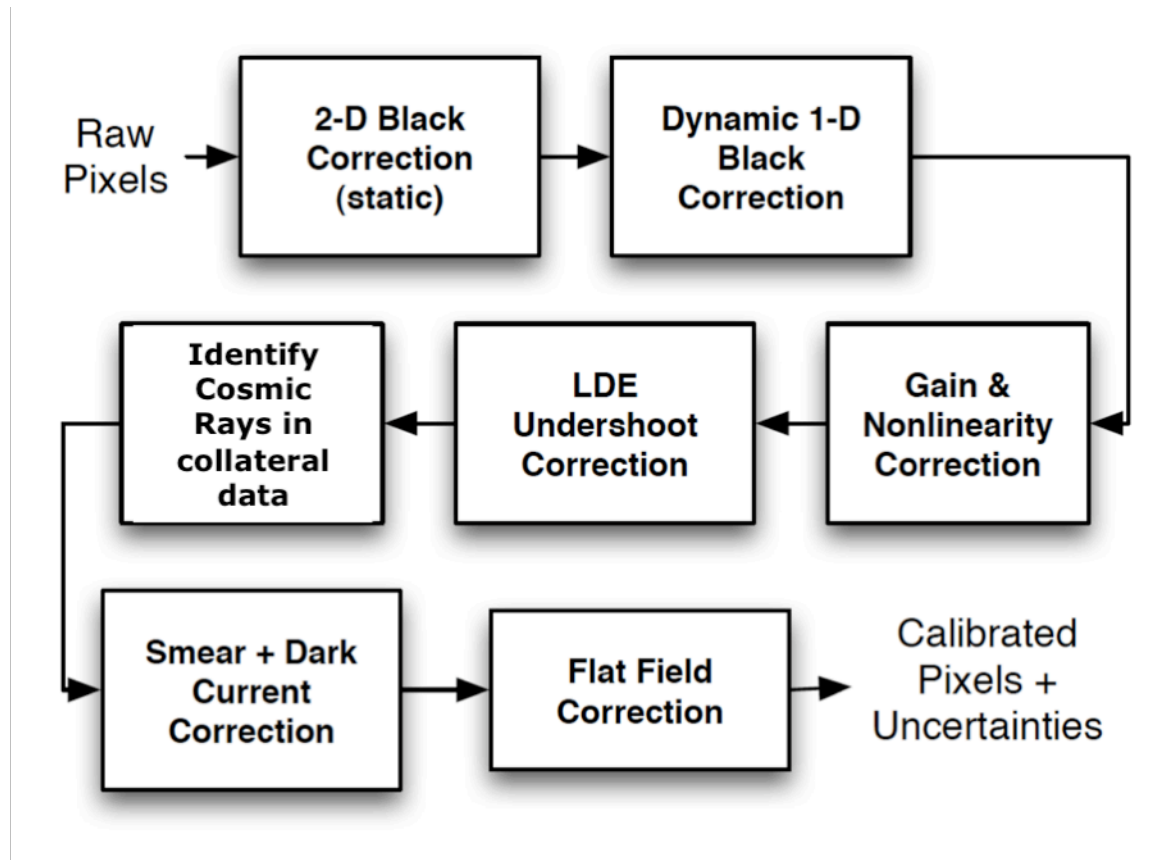 Raw
Pixels
2-D Black
Correction
(static)
Dynamic 1-D
Black
Correction
Gain &
Nonlinearity
Correction
LDE
Undershoot
Correction
Identify
Cosmic
Rays in
collateral
data
Smear + Dark
Current
Correction
Flat Field
Correction
Calibrated
Pixels +
Uncertainties